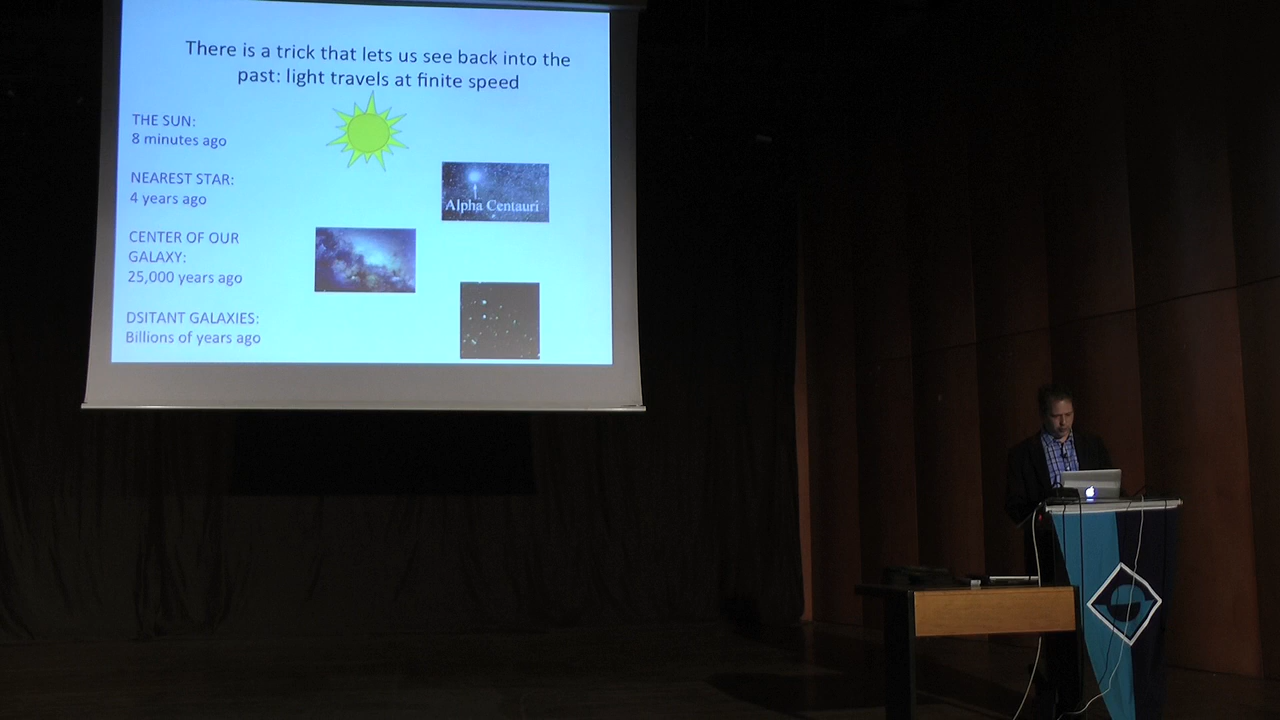 There is a trick that lets us see back into the
past: light travels at finite speed
THE SUN:
8 minutes ago
NEAREST STAR:
4 years ago
Alpha Centauri
CENTER OF OUR
GALAXY:
25,000 years ago
DSITANT GALAXIES:
Billions of years ago